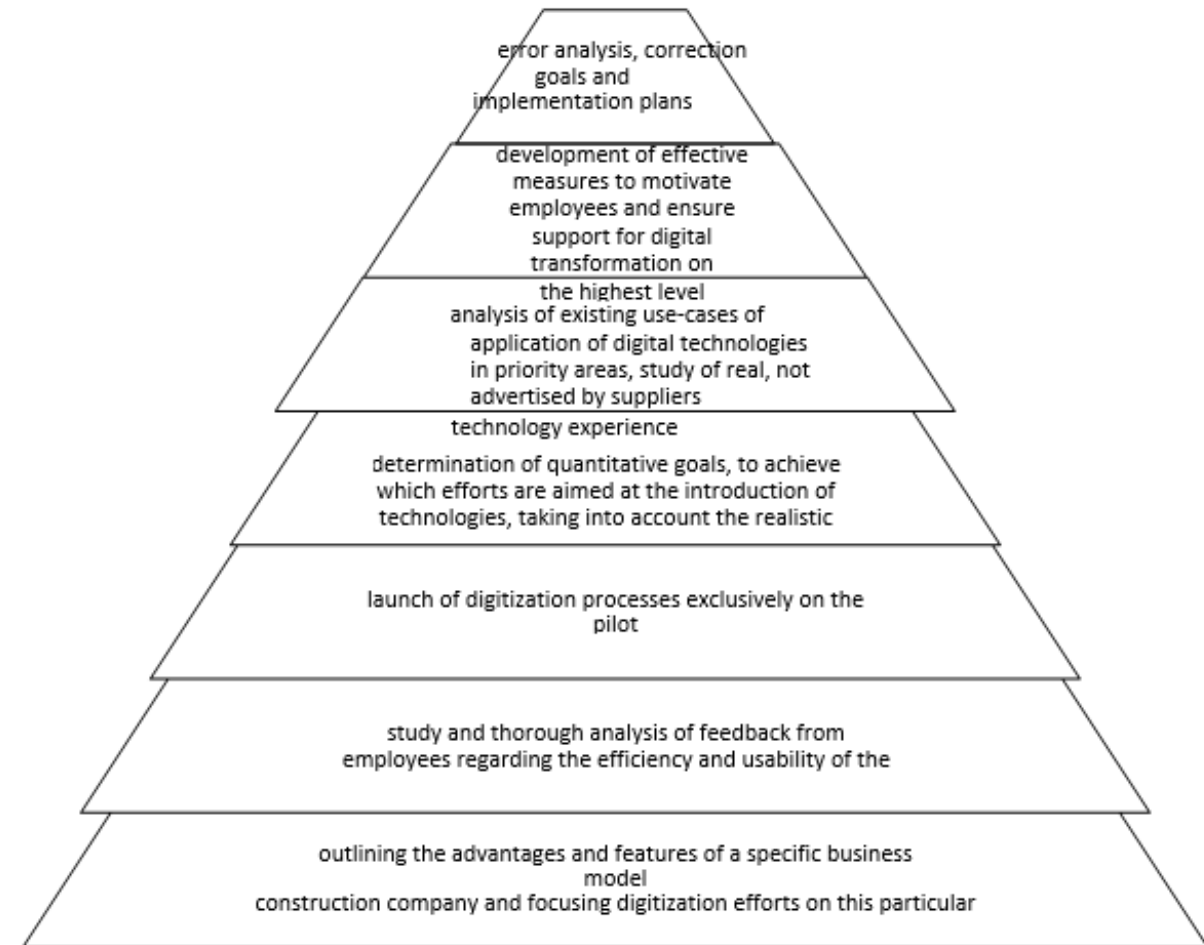 error analysis, correction
goals and
implementation plans
development of effective
measures to motivate
employees and ensure
support for digital
transformation on
the highest level
analysis of existing use-cases of
application of digital technologies
in priority areas, study of real, not
advertised by suppliers
technology experience
determination of quantitative goals, to achieve
which efforts are aimed at the introduction of
technologies, taking into account the realistic
launch of digitization processes exclusively on the
pilot
study and thorough analysis of feedback from
employees regarding the efficiency and usability of the
outlining the advantages and features of a specific business
model
construction company and focusing digitization efforts on this particular